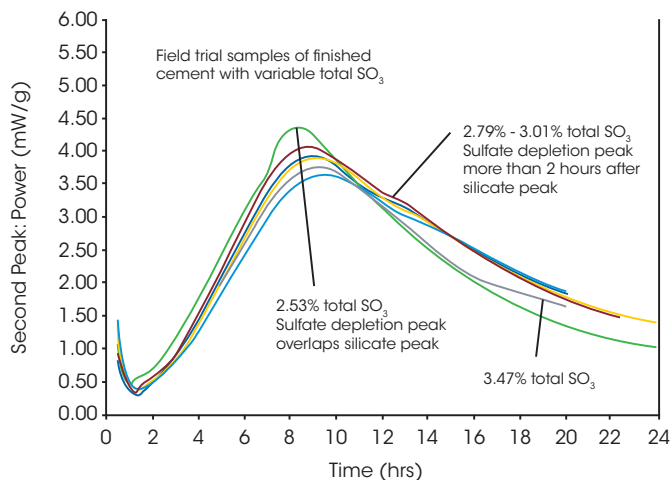 6.00
5.00
5.50
4.50
4.00
3.50
3.00
2.50
2.00
1.50
1.00
0.50
0.00
Second Peak: Power (mW/g)
Field trial samples of finished
cement with variable total SO₃
2.79% - 3.01% total SO₃
Sulfate depletion peak
more than 2 hours after
silicate peak
2.53% total SO₃
Sulfate depletion peak
overlaps silicate peak
3.47% total SO₃
0 2 4 6 8 10 12 14 16 18 20 22 24
Time (hrs)